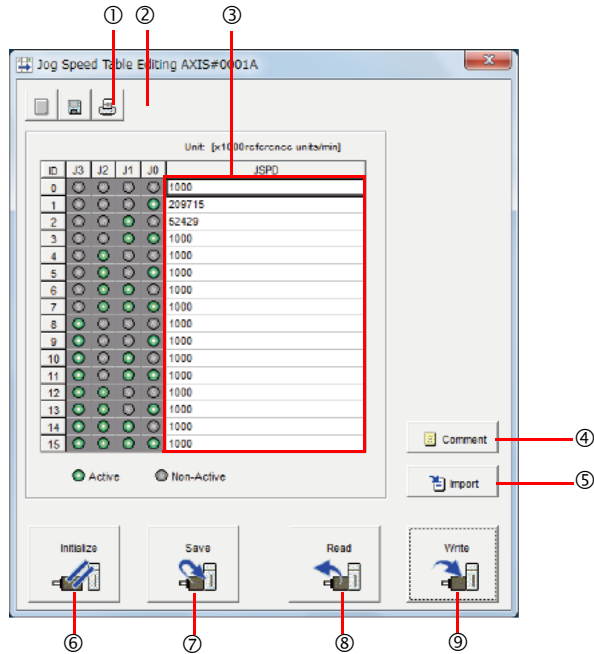 ① ② ③
Jog Speed Table Editing AXIS#0001A
Unit: [x1000reference units/min]
ID J3 J2 J1 J0 JSPD
0 1000
1 209715
2 52429
3 1000
4 1000
5 1000
6 1000
7 1000
8 1000
9 1000
10 1000
11 1000
12 1000
13 1000
14 1000
15 1000
Comment ④
Active Non-Active
Import ⑤
Initialize Save Read Write
⑥ ⑦ ⑧ ⑨